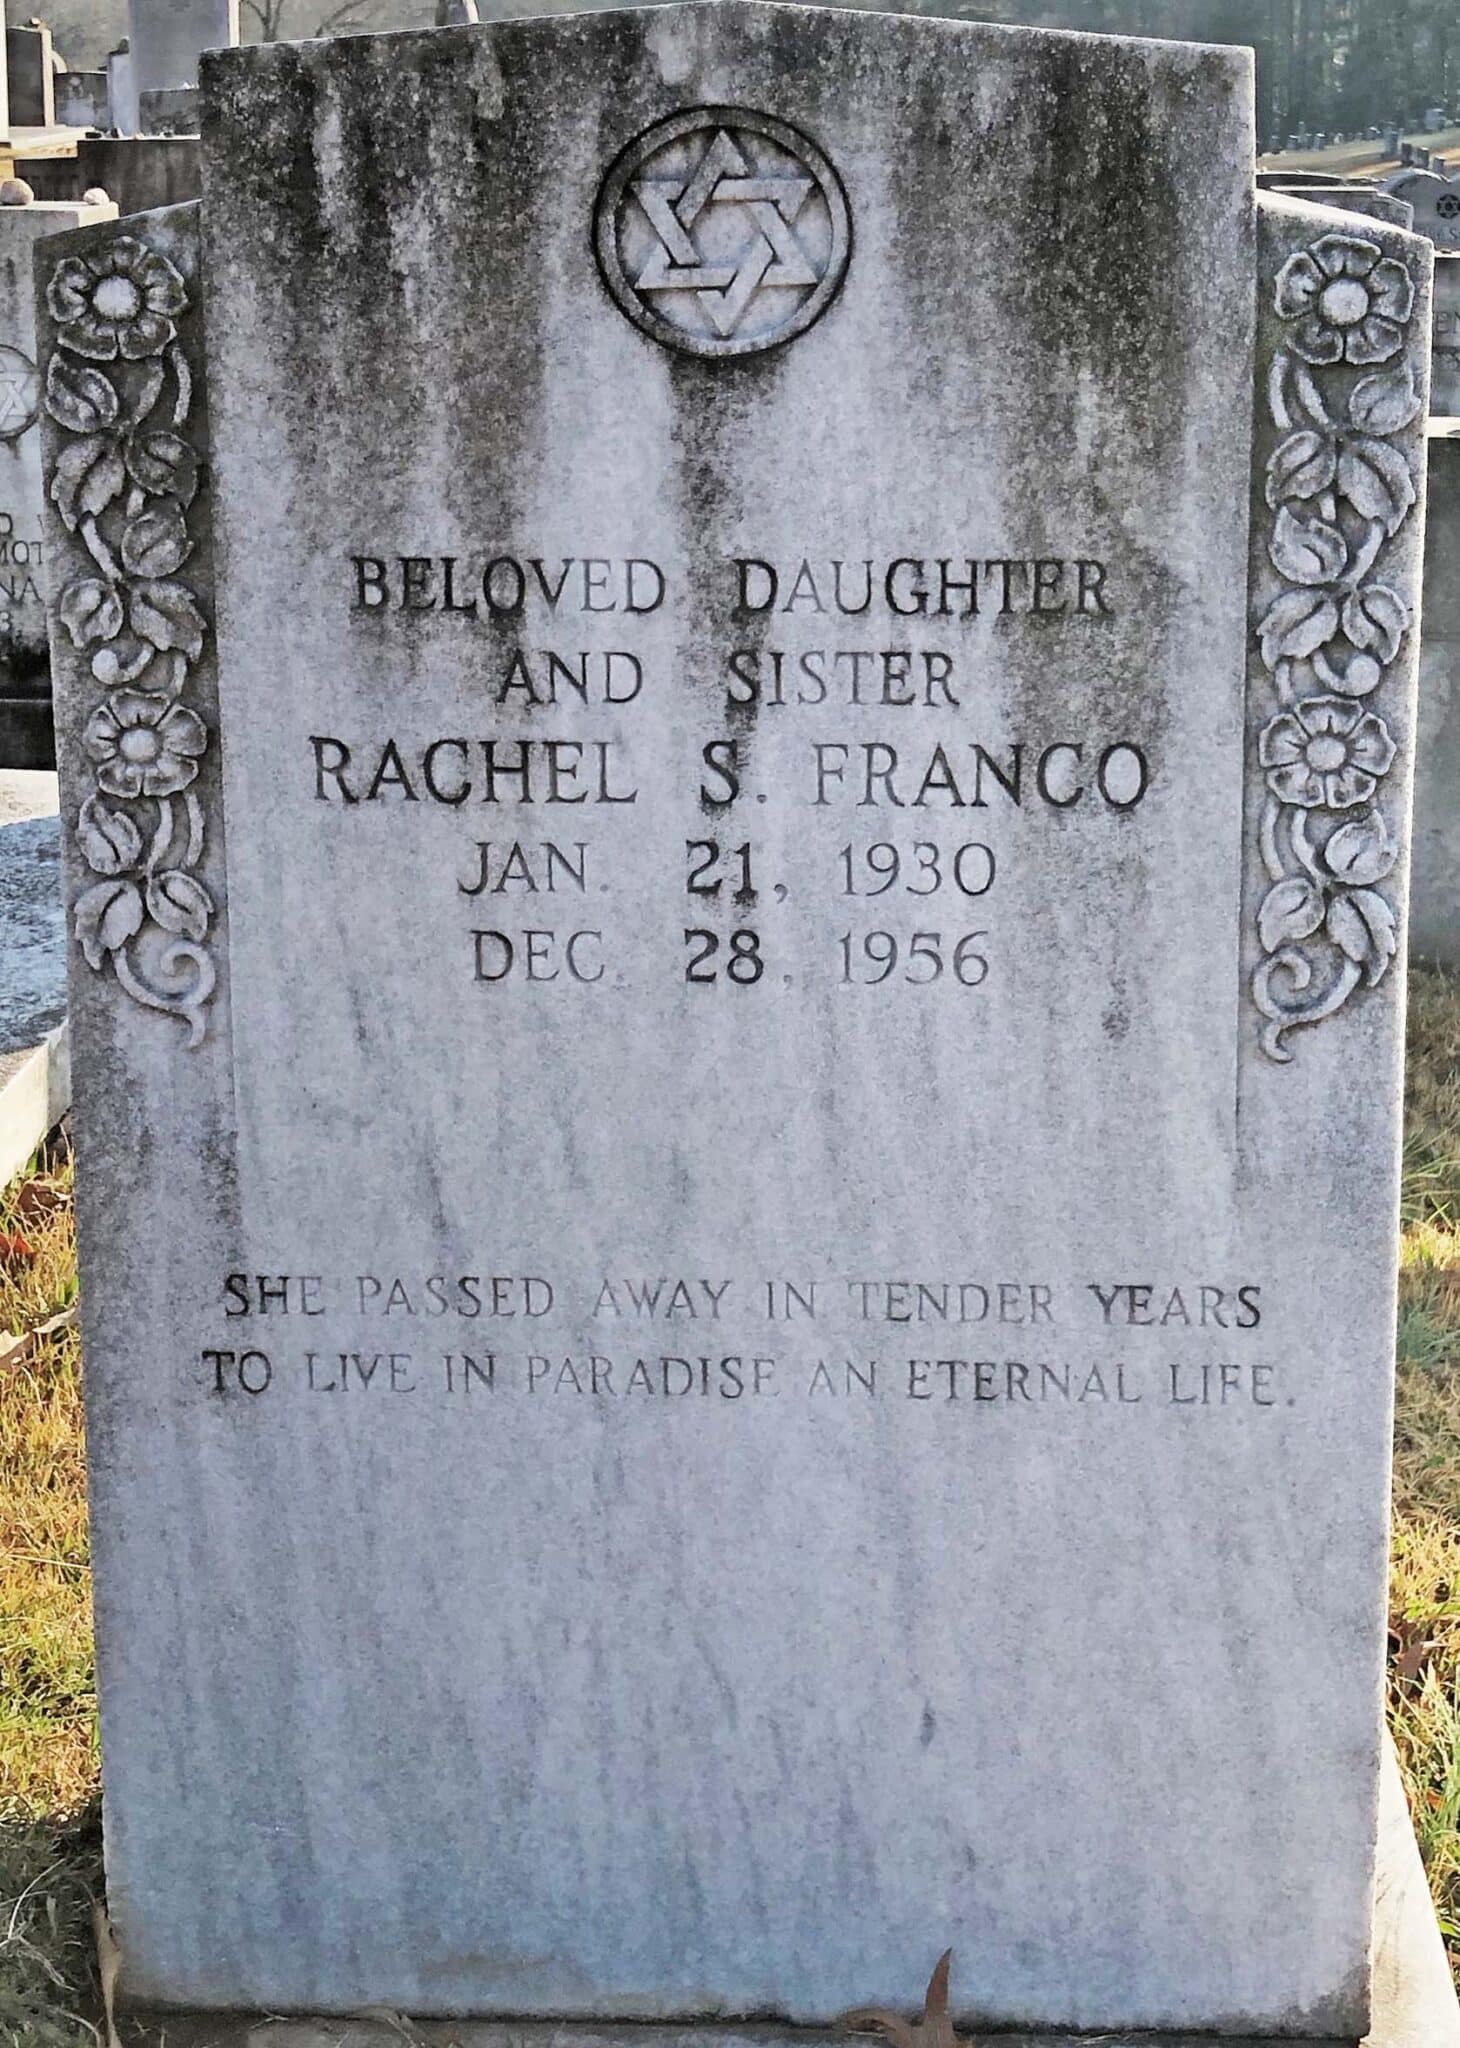 BELOVED DAUGHTER
AND SISTER
RACHEL S. FRANCO
JAN. 21, 1930
DEC. 28, 1956
SHE PASSED AWAY IN TENDER YEARS
TO LIVE IN PARADISE AN ETERNAL LIFE.